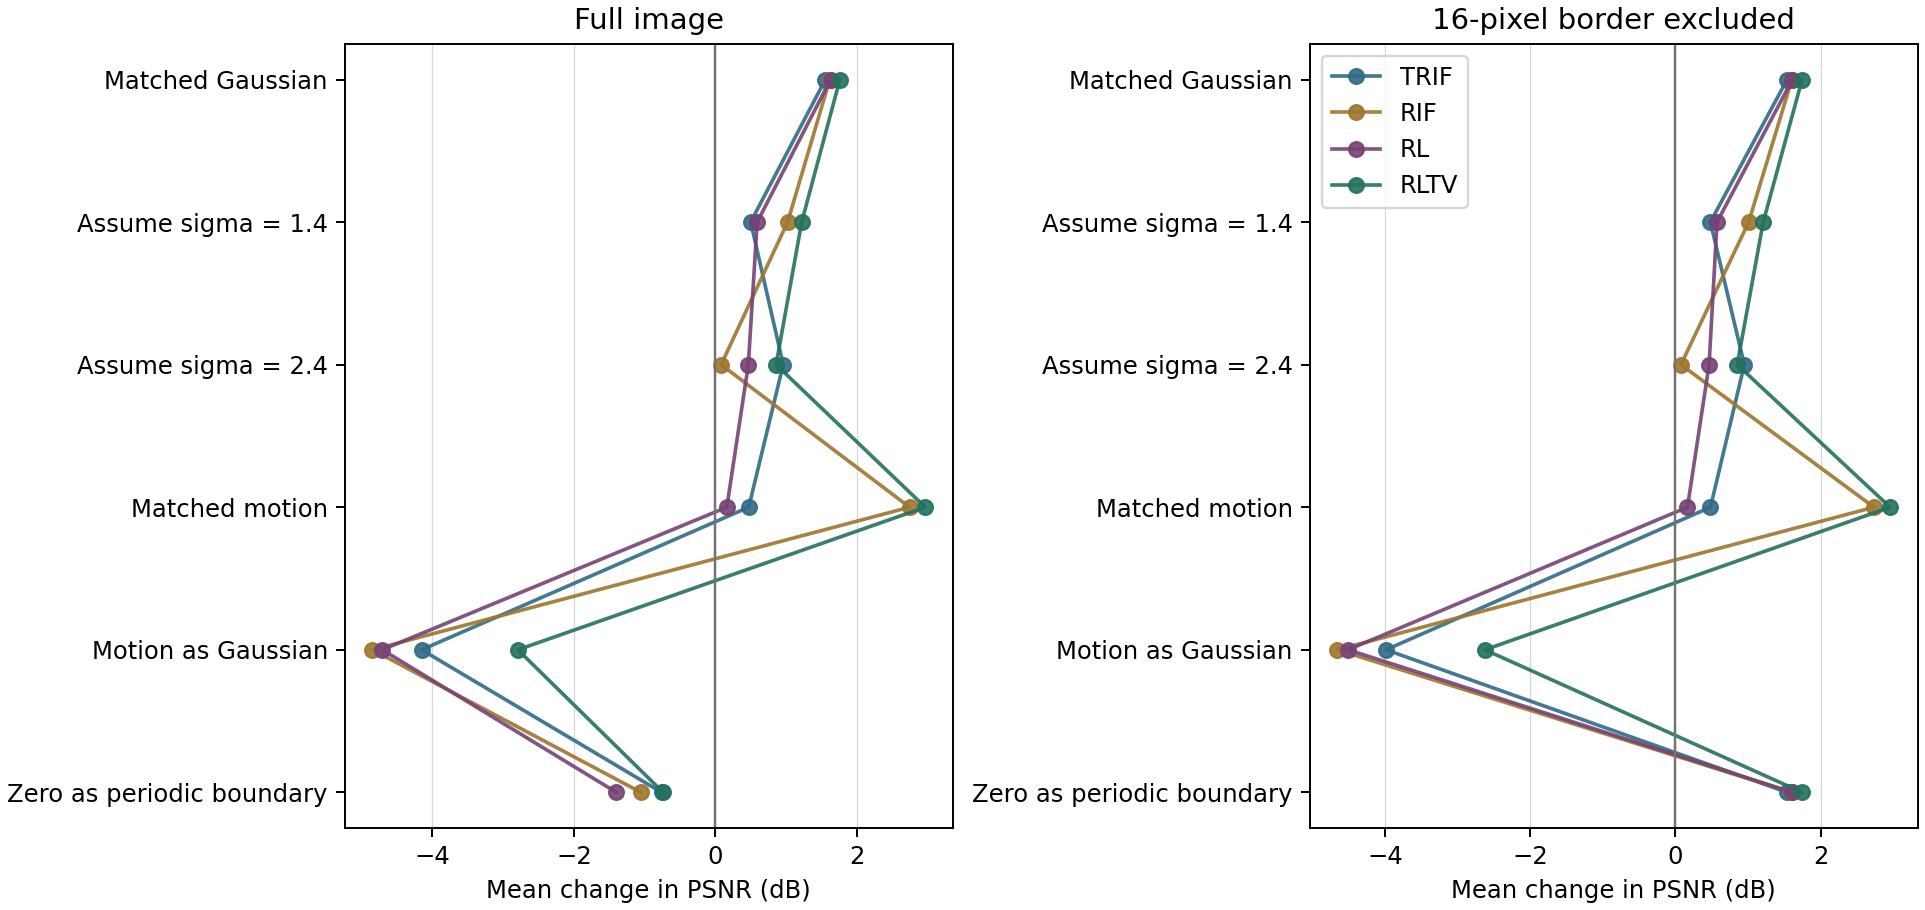 Full image
Matched Gaussian
Assume sigma = 1.4
Assume sigma = 2.4
Matched motion
Motion as Gaussian
Zero as periodic boundary
−4
−2
0
2
Mean change in PSNR (dB)
16-pixel border excluded
TRIF
RIF
RL
RLTV
Matched Gaussian
Assume sigma = 1.4
Assume sigma = 2.4
Matched motion
Motion as Gaussian
Zero as periodic boundary
−4
−2
0
2
Mean change in PSNR (dB)